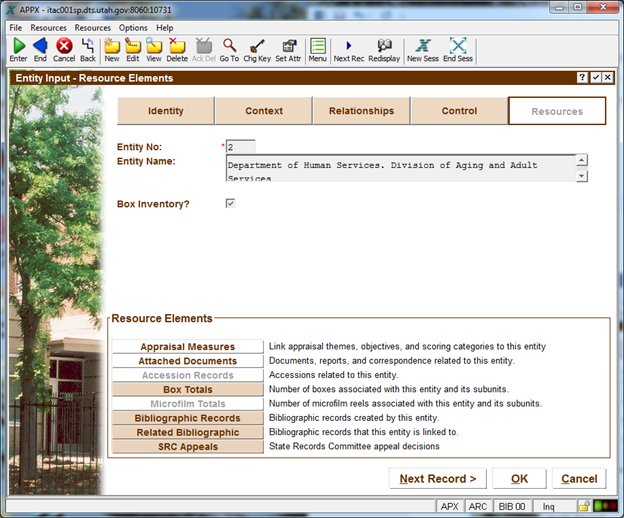 APPX - itac001sp.dts.utah.gov:8060:10731
File Resources Resources Options Help
Enter End Cancel Back New Edit View Delete Ack Del Go To Chg Key Set Attr Menu Next Rec Redisplay New Sess End Sess
Entity Input - Resource Elements
Identity Context Relationships Control Resources
Entity No: *2
Entity Name: Department of Human Services. Division of Aging and Adult
Services
Box Inventory?
Resource Elements
Appraisal Measures Link appraisal themes, objectives, and scoring categories to this entity
Attached Documents Documents, reports, and correspondence related to this entity.
Accession Records Accessions related to this entity.
Box Totals Number of boxes associated with this entity and its subunits.
Microfilm Totals Number of microfilm reels associated with this entity and its subunits.
Bibliographic Records Bibliographic records created by this entity.
Related Bibliographic Bibliographic records that this entity is linked to.
SRC Appeals State Records Committee appeal decisions
Next Record > OK Cancel
APX ARC BIB 00 Inq